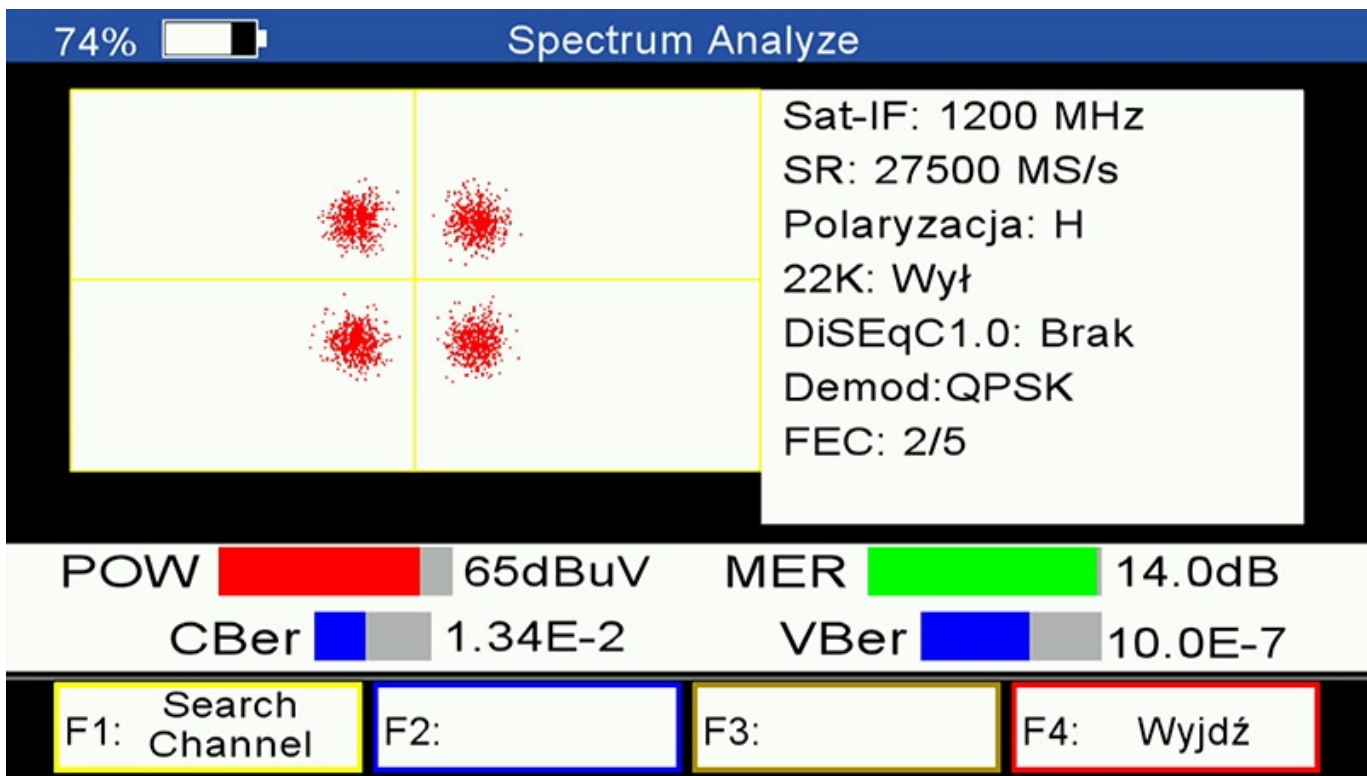 74% Spectrum Analyze
Sat-IF: 1200 MHz
SR: 27500 MS/s
Polaryzacja: H
22K: Wył
DiSEqC1.0: Brak
Demod:QPSK
FEC: 2/5
POW 65dBuV MER 14.0dB
CBer 1.34E-2 VBer 10.0E-7
F1: Search Channel F2: F3: F4: Wyjdź